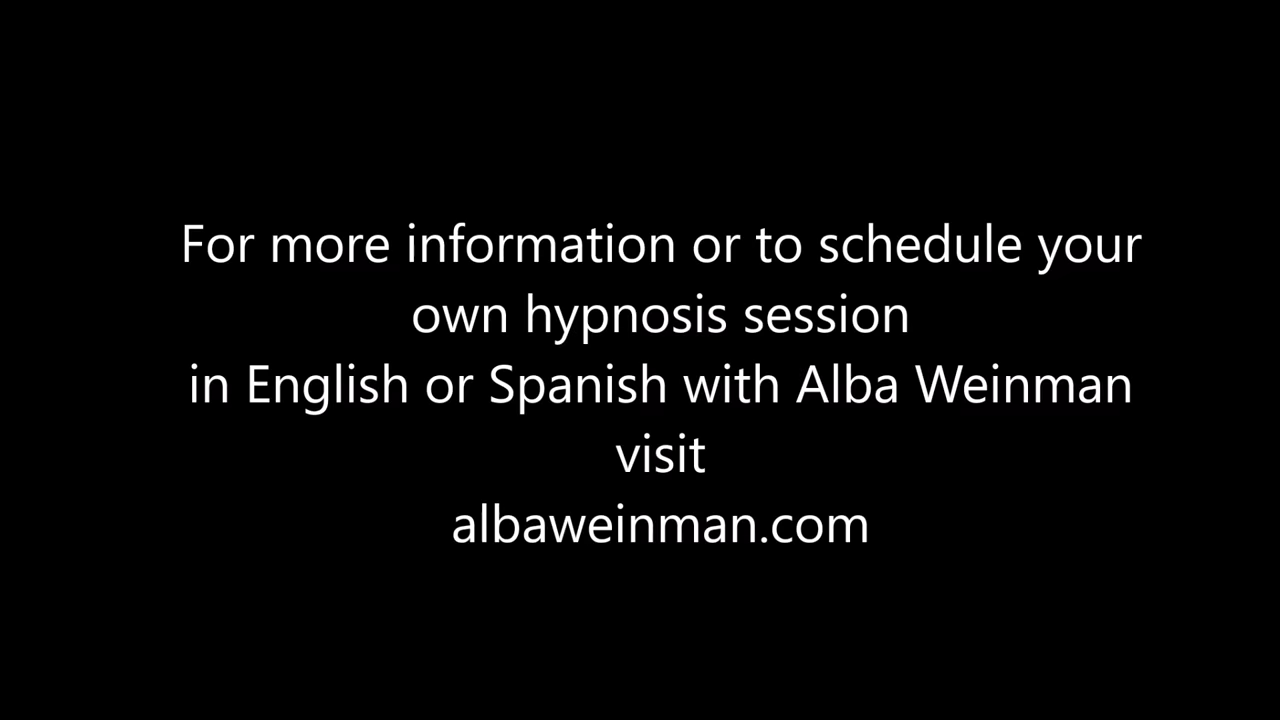 For more information or to schedule your
own hypnosis session
in English or Spanish with Alba Weinman
visit
albaweinman.com